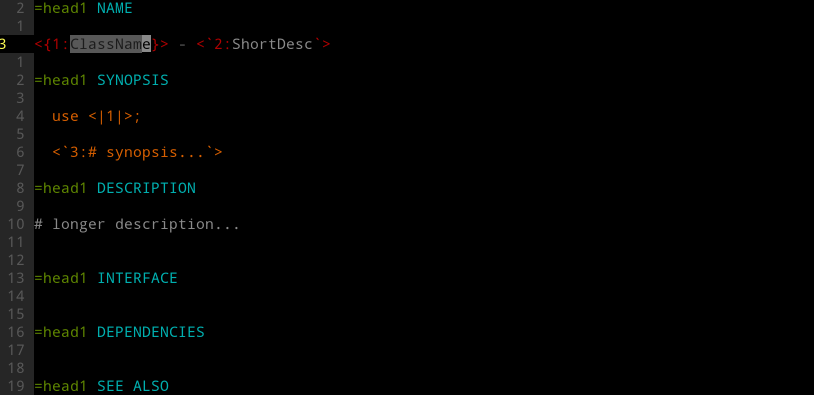 2 =head1 NAME
1
3 <{1:ClassName}> - <`2:ShortDesc`>
1
2 =head1 SYNOPSIS
3
4   use <|1|>;
5
6   <`3:# synopsis...`>
7
8 =head1 DESCRIPTION
9
10 # longer description...
11
12
13 =head1 INTERFACE
14
15
16 =head1 DEPENDENCIES
17
18
19 =head1 SEE ALSO